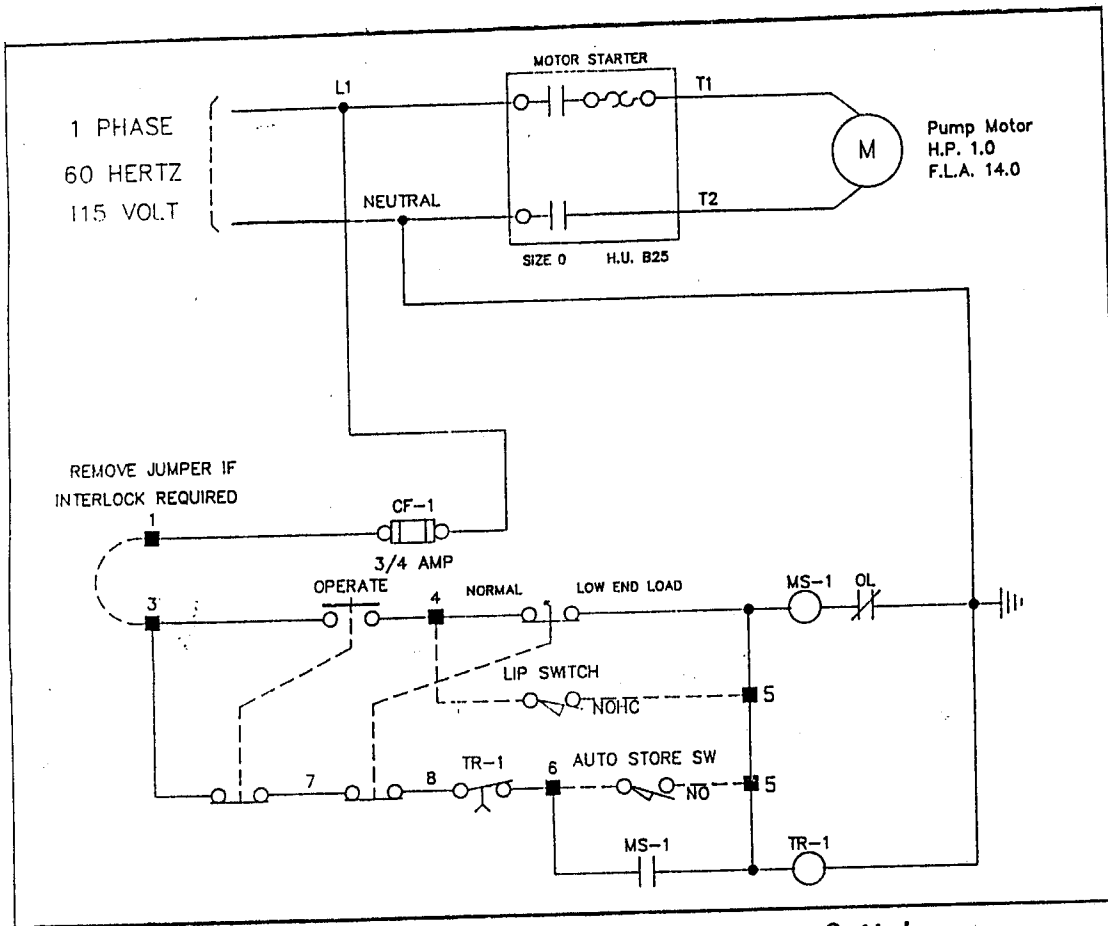 MOTOR STARTER
L1
T1
1 PHASE
60 HERTZ
115 VOLT
M
Pump Motor
H.P. 1.0
F.L.A. 14.0
NEUTRAL
T2
SIZE 0 H.U. B25
REMOVE JUMPER IF
INTERLOCK REQUIRED
1
CF-1
3/4 AMP
OPERATE
3
4
NORMAL
LOW END LOAD
MS-1
OL
LIP SWITCH
NOHC
5
7
8
TR-1
6
AUTO STORE SW
NO
5
MS-1
TR-1